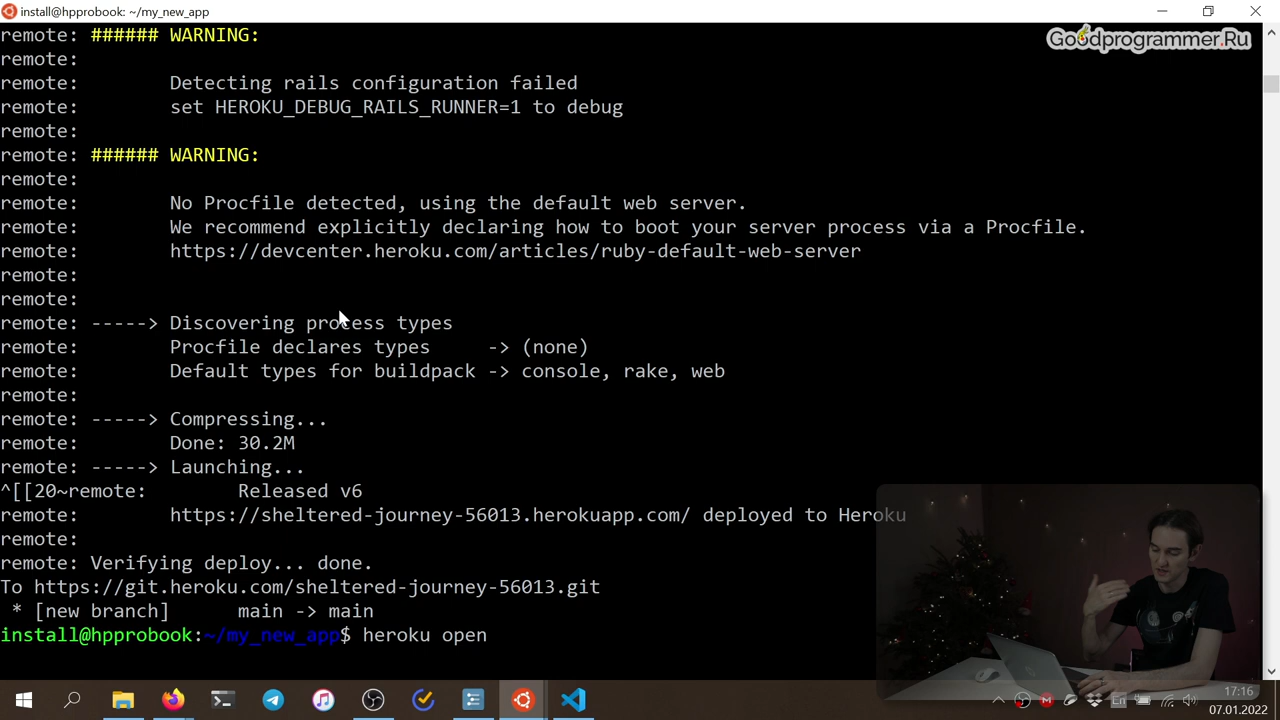 install@hpprobook: ~/my_new_app
Goodprogrammer.Ru
remote: ###### WARNING:
remote:
remote: Detecting rails configuration failed
remote: set HEROKU_DEBUG_RAILS_RUNNER=1 to debug
remote:
remote: ###### WARNING:
remote:
remote: No Procfile detected, using the default web server.
remote: We recommend explicitly declaring how to boot your server process via a Procfile.
remote: https://devcenter.heroku.com/articles/ruby-default-web-server
remote:
remote:
remote: -----> Discovering process types
remote: Procfile declares types -> (none)
remote: Default types for buildpack -> console, rake, web
remote:
remote: -----> Compressing...
remote: Done: 30.2M
remote: -----> Launching...
^[[20~remote: Released v6
remote: https://sheltered-journey-56013.herokuapp.com/ deployed to Heroku
remote:
remote: Verifying deploy... done.
To https://git.heroku.com/sheltered-journey-56013.git
* [new branch] main -> main
install@hpprobook:~/my_new_app$ heroku open
En
17:16
07.01.2022